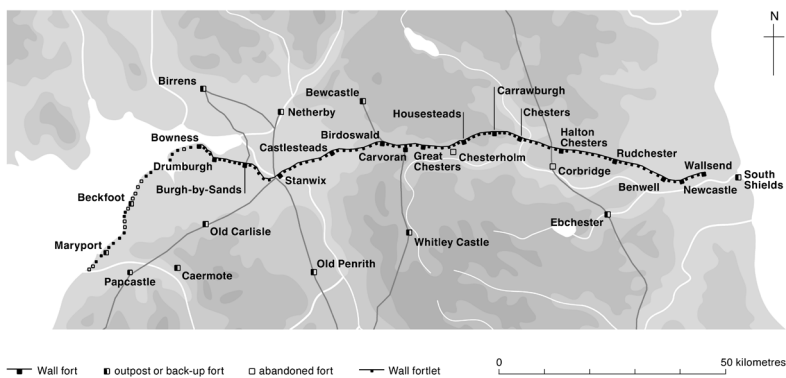 N
Birrens
Bewcastle
Netherby
Carrawburgh
Housesteads
Chesters
Bowness
Castlesteads
Birdoswald
Halton
Chesters
Drumburgh
Carvoran
Great
Chesters
Chesterholm
Rudchester
Wallsend
Burgh-by-Sands
Stanwix
Corbridge
Benwell
Newcastle
South
Shields
Beckfoot
Ebchester
Old Carlisle
Whitley Castle
Maryport
Old Penrith
Caermote
Papcastle
Wall fort
outpost or back-up fort
abandoned fort
Wall fortlet
0
50 kilometres